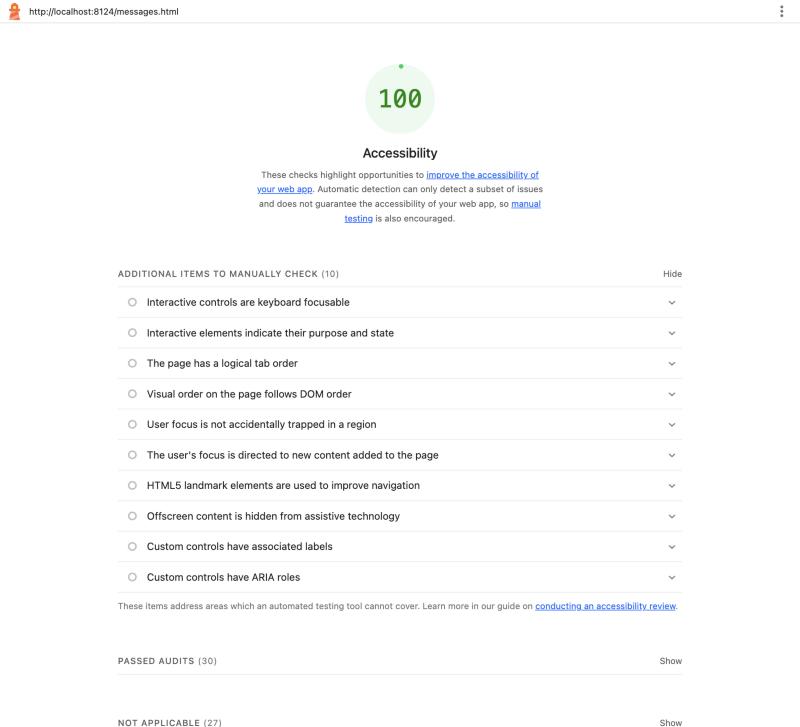 http://localhost:8124/messages.html
100
Accessibility
These checks highlight opportunities to improve the accessibility of
your web app. Automatic detection can only detect a subset of issues
and does not guarantee the accessibility of your web app, so manual
testing is also encouraged.
ADDITIONAL ITEMS TO MANUALLY CHECK (10) Hide
Interactive controls are keyboard focusable
Interactive elements indicate their purpose and state
The page has a logical tab order
Visual order on the page follows DOM order
User focus is not accidentally trapped in a region
The user's focus is directed to new content added to the page
HTML5 landmark elements are used to improve navigation
Offscreen content is hidden from assistive technology
Custom controls have associated labels
Custom controls have ARIA roles
These items address areas which an automated testing tool cannot cover. Learn more in our guide on conducting an accessibility review.
PASSED AUDITS (30) Show
NOT APPLICABLE (27) Show